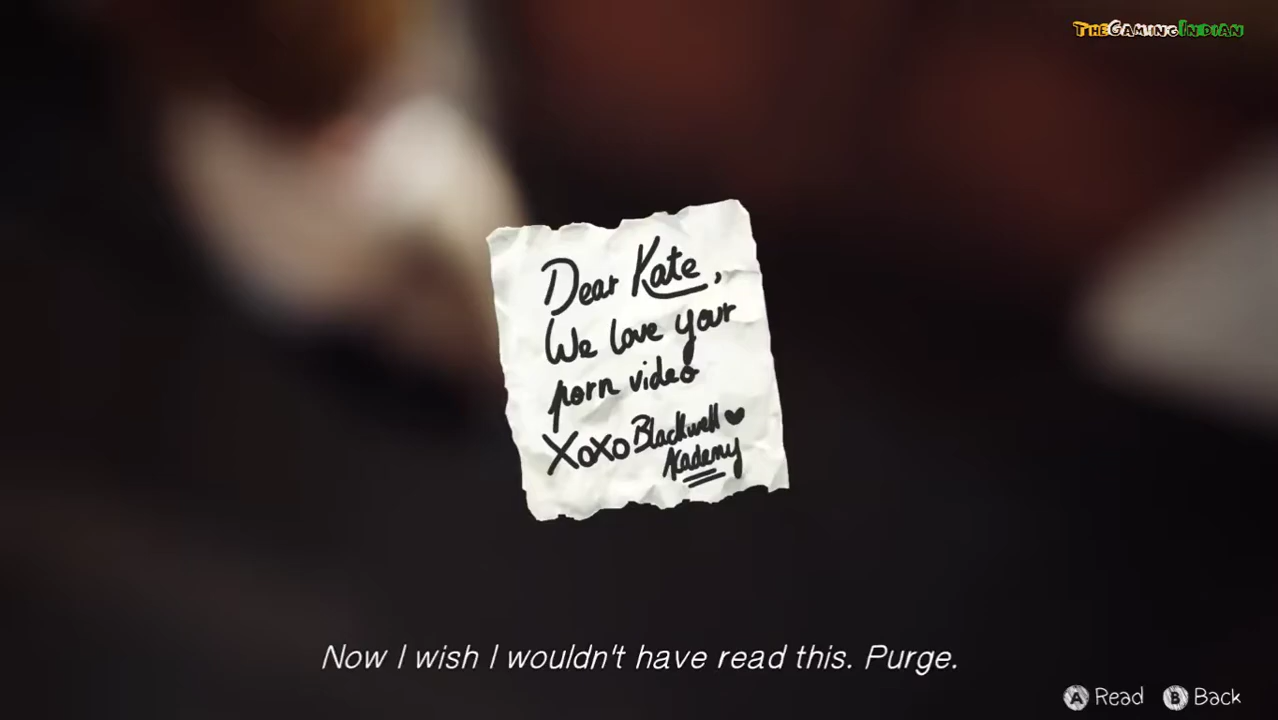 TheGamingIndian
Dear Kate,
We love your
porn video
XoXo Blackwell
Academy
Now I wish I wouldn't have read this. Purge.
A Read B Back